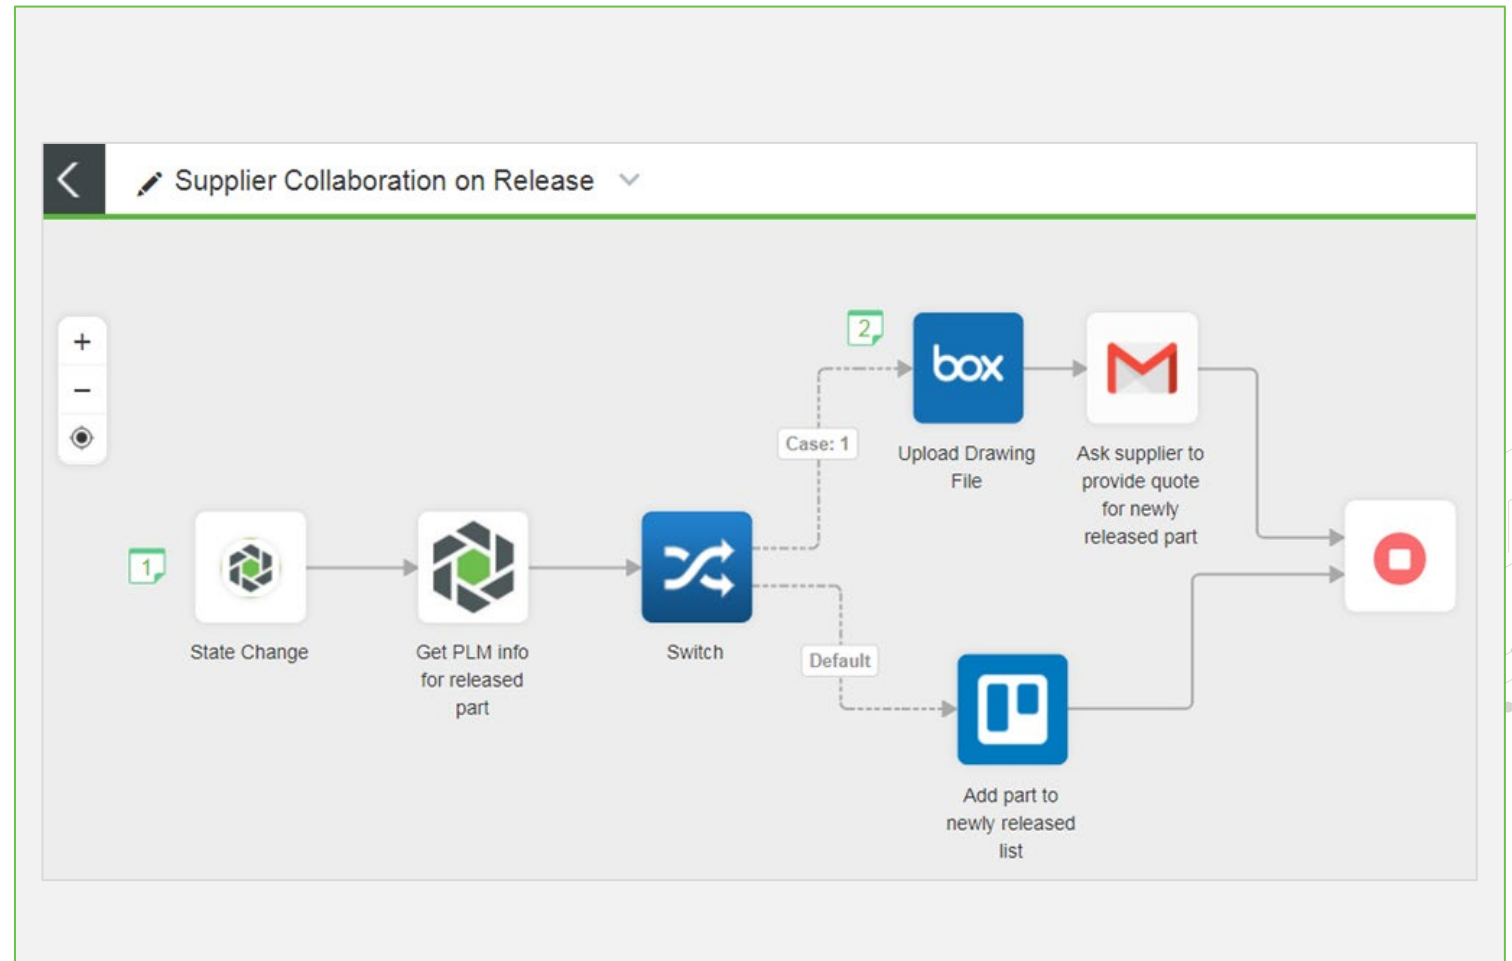 Supplier Collaboration on Release
2
box
Case: 1
Upload Drawing
File
Ask supplier to
provide quote
for newly
released part
1
State Change
Get PLM info
for released
part
Switch
Default
Add part to
newly released
list